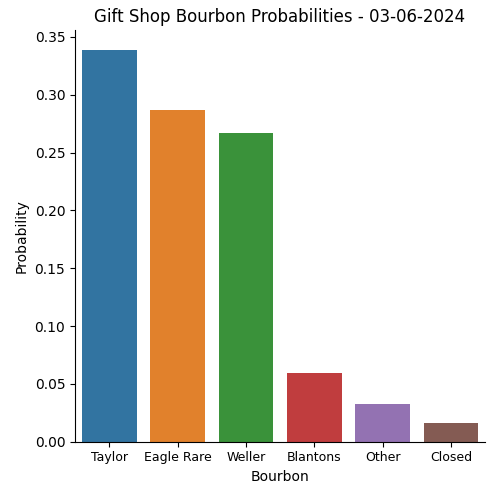 Gift Shop Bourbon Probabilities - 03-06-2024
0.35
0.30
0.25
0.20
0.15
0.10
0.05
0.00
Probability
Taylor Eagle Rare Weller Blantons Other Closed
Bourbon